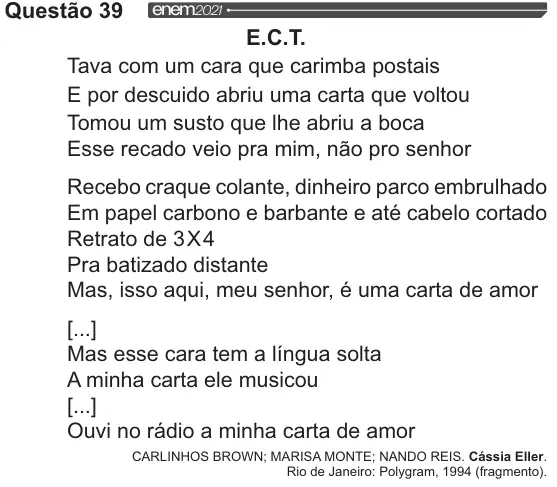 Questão 39 enem2021
E.C.T.
Tava com um cara que carimba postais
E por descuido abriu uma carta que voltou
Tomou um susto que lhe abriu a boca
Esse recado veio pra mim, não pro senhor
Recebo craque colante, dinheiro parco embrulhado
Em papel carbono e barbante e até cabelo cortado
Retrato de 3X4
Pra batizado distante
Mas, isso aqui, meu senhor, é uma carta de amor
[...]
Mas esse cara tem a língua solta
A minha carta ele musicou
[...]
Ouvi no rádio a minha carta de amor
CARLINHOS BROWN; MARISA MONTE; NANDO REIS. Cássia Eller.
Rio de Janeiro: Polygram, 1994 (fragmento).